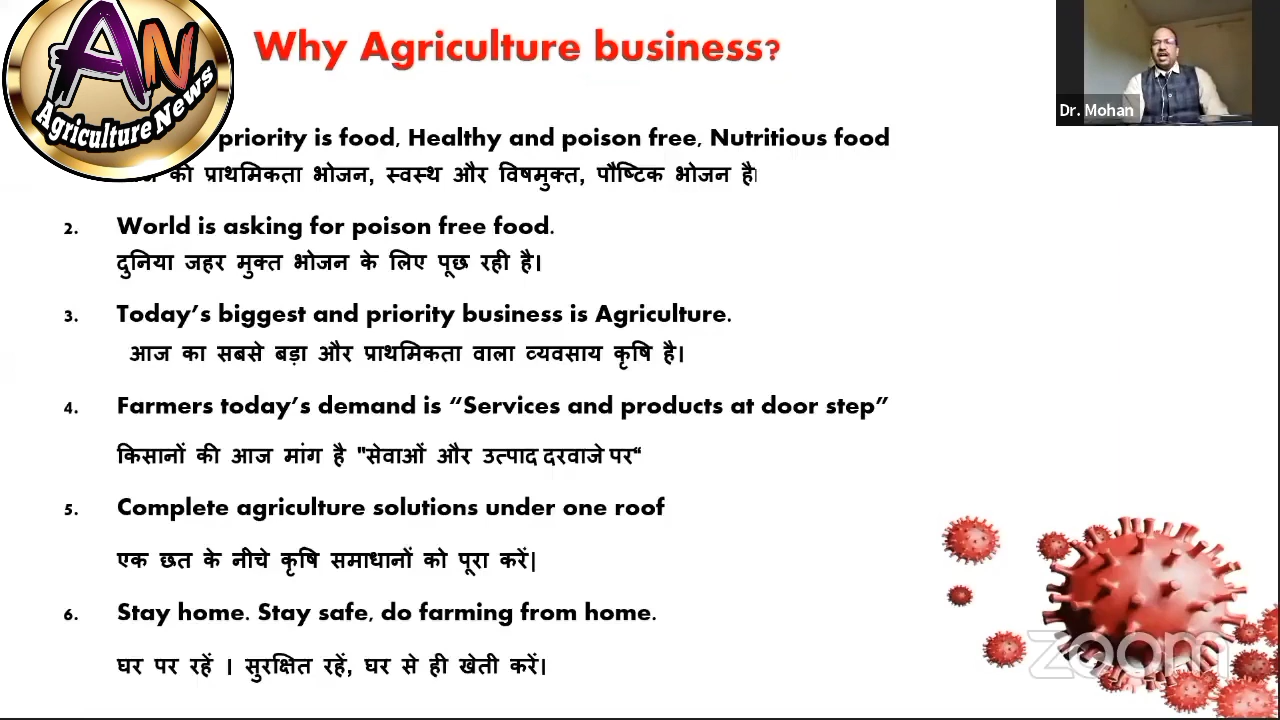 Why Agriculture business?
AN
Agriculture News
Dr. Mohan
priority is food, Healthy and poison free, Nutritious food
की प्राथमिकता भोजन, स्वस्थ और विषमुक्त, पौष्टिक भोजन है।
2. World is asking for poison free food.
दुनिया जहर मुक्त भोजन के लिए पूछ रही है।
3. Today's biggest and priority business is Agriculture.
आज का सबसे बड़ा और प्राथमिकता वाला व्यवसाय कृषि है।
4. Farmers today's demand is “Services and products at door step”
किसानों की आज मांग है "सेवाओं और उत्पाद दरवाजे पर“
5. Complete agriculture solutions under one roof
एक छत के नीचे कृषि समाधानों को पूरा करें|
6. Stay home. Stay safe, do farming from home.
घर पर रहें । सुरक्षित रहें, घर से ही खेती करें।
zoom